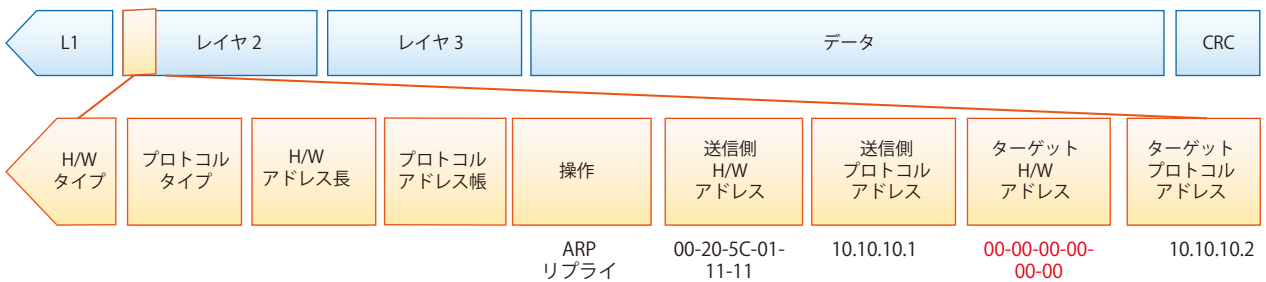 L1
レイヤ 2
レイヤ 3
データ
CRC
H/W
タイプ
プロトコル
タイプ
H/W
アドレス長
プロトコル
アドレス帳
操作
送信側
H/W
アドレス
送信側
プロトコル
アドレス
ターゲット
H/W
アドレス
ターゲット
プロトコル
アドレス
ARP
リプライ
00-20-5C-01-
11-11
10.10.10.1
00-00-00-00-
00-00
10.10.10.2